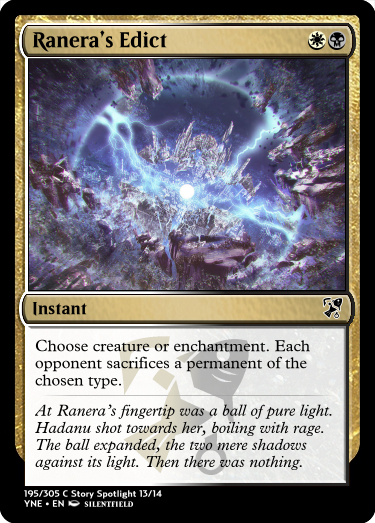 Ranera's Edict
Instant
Choose creature or enchantment. Each
opponent sacrifices a permanent of the
chosen type.
At Ranera's fingertip was a ball of pure light.
Hadanu shot towards her, boiling with rage.
The ball expanded, the two mere shadows
against its light. Then there was nothing.
195/305 C Story Spotlight 13/14
YNE • EN SILENTFIELD